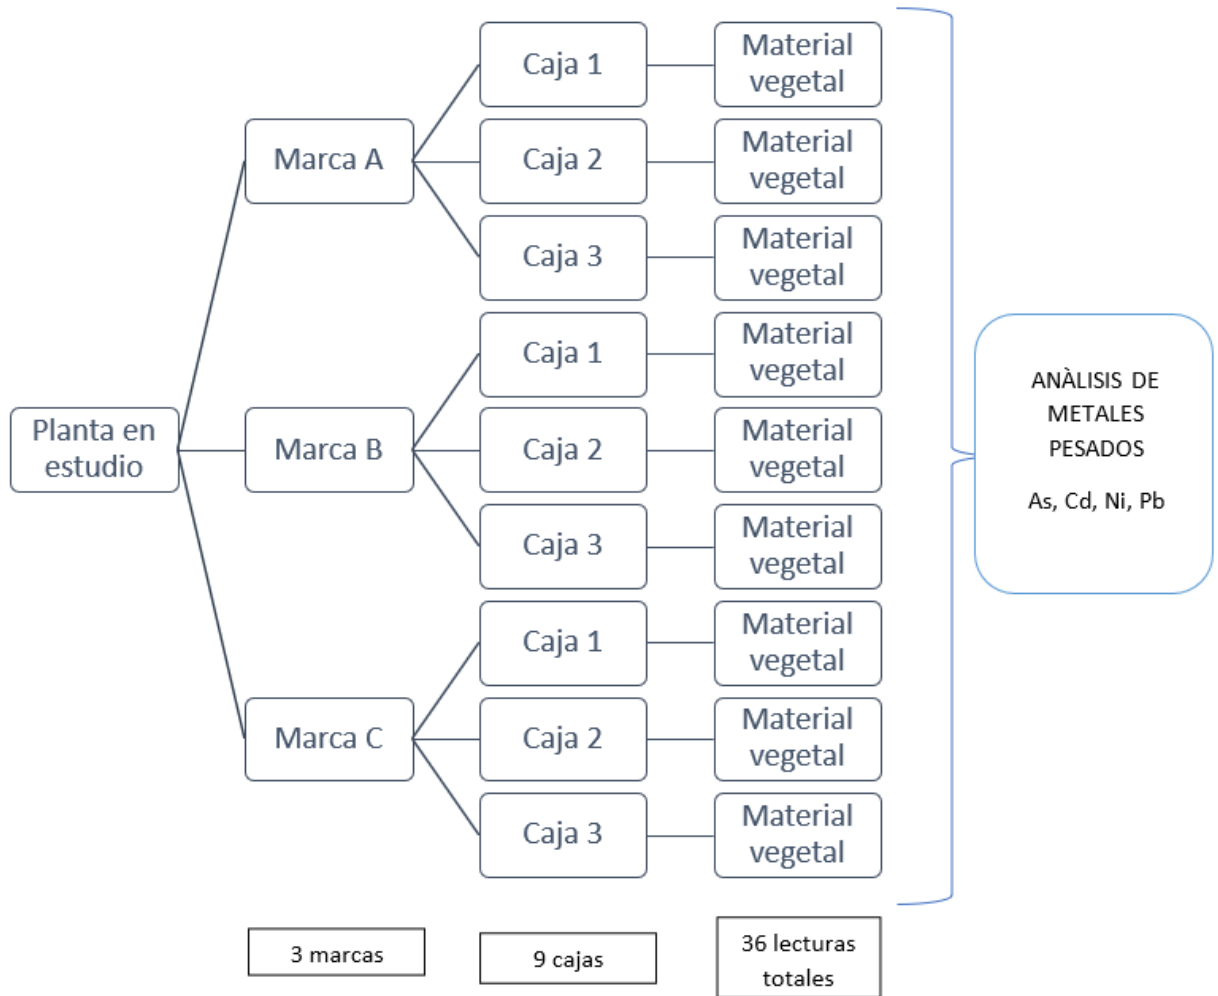 Planta en
estudio
Marca A
Caja 1
Material
vegetal
Caja 2
Material
vegetal
Caja 3
Material
vegetal
Marca B
Caja 1
Material
vegetal
Caja 2
Material
vegetal
Caja 3
Material
vegetal
Marca C
Caja 1
Material
vegetal
Caja 2
Material
vegetal
Caja 3
Material
vegetal
ANÀLISIS DE
METALES
PESADOS
As, Cd, Ni, Pb
3 marcas
9 cajas
36 lecturas
totales